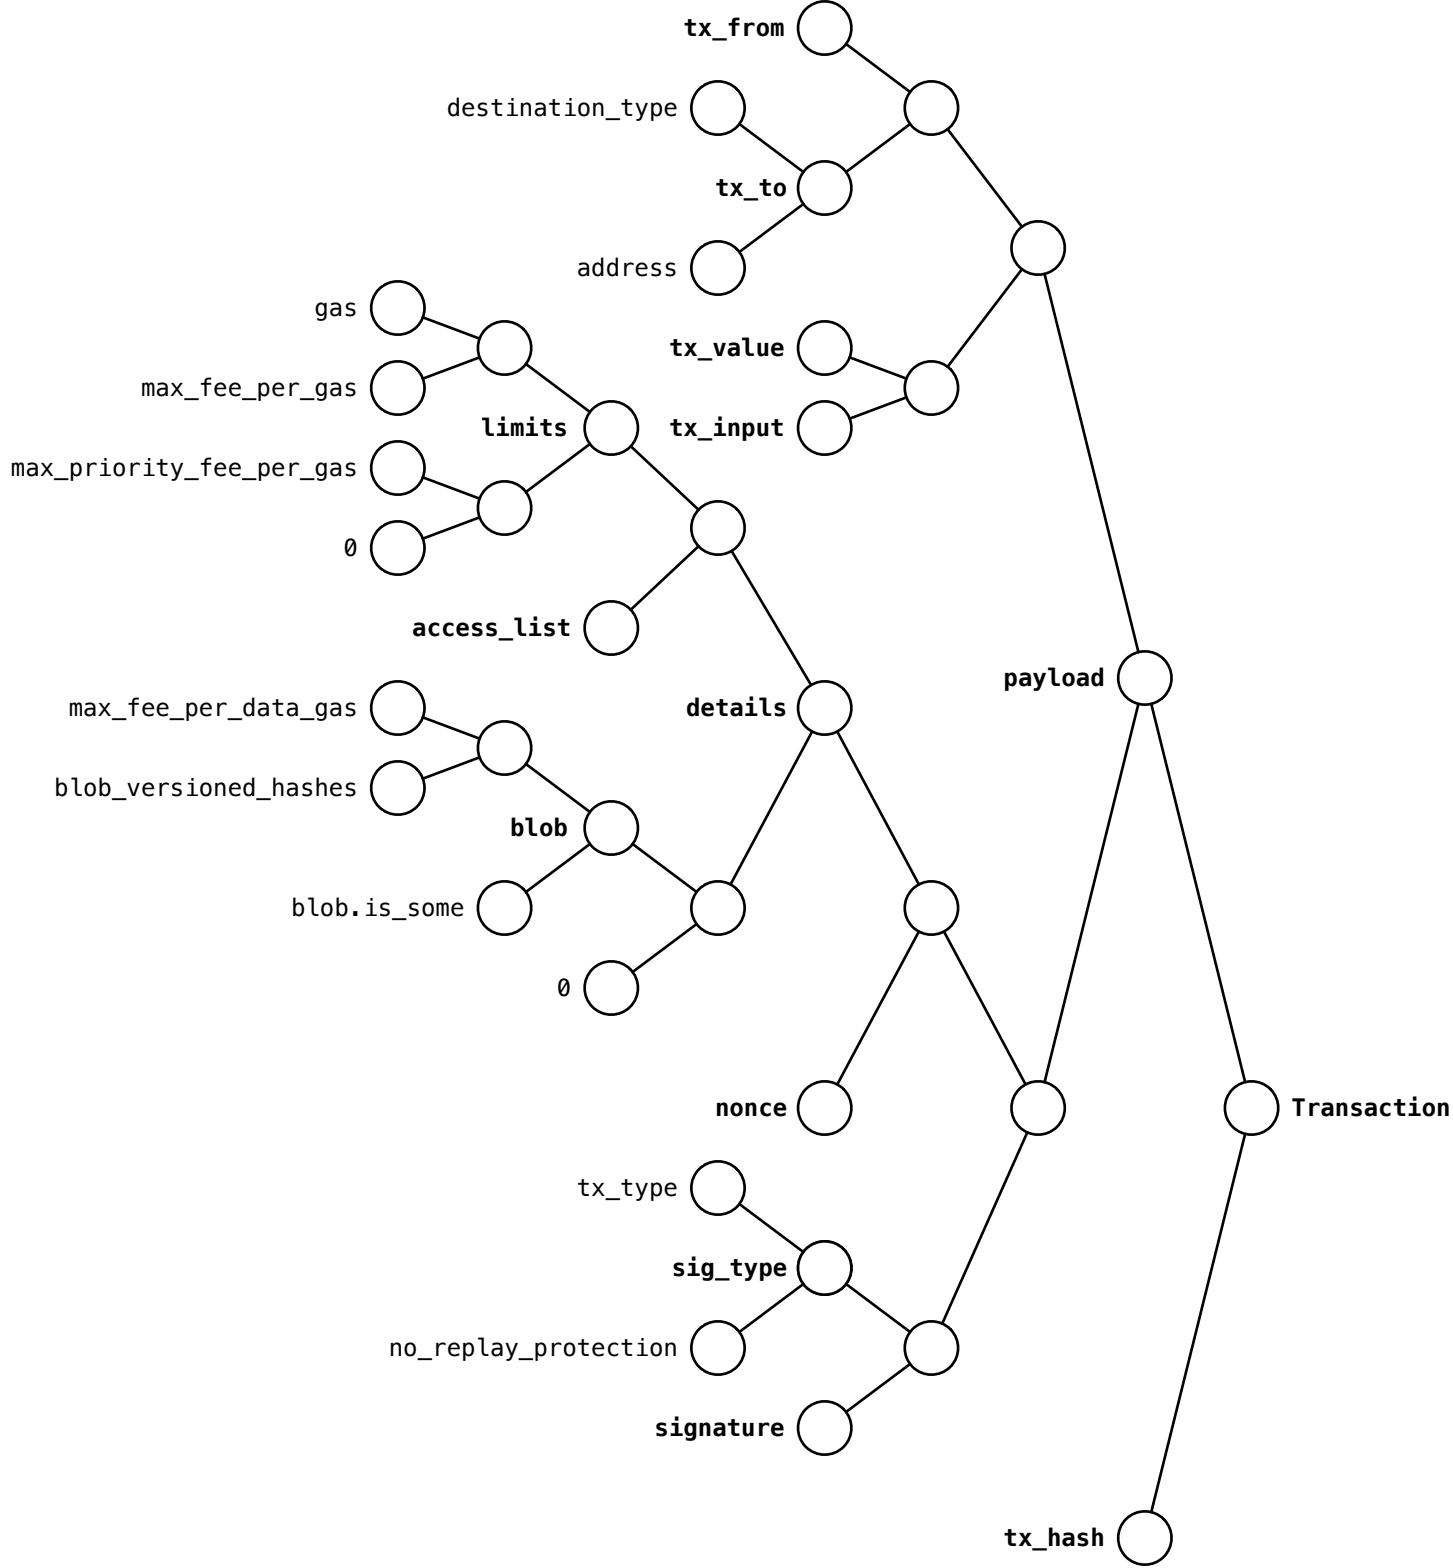 tx_from
destination_type
tx_to
address
gas
tx_value
max_fee_per_gas
limits
tx_input
max_priority_fee_per_gas
0
access_list
payload
max_fee_per_data_gas
details
blob_versioned_hashes
blob
blob.is_some
0
nonce
Transaction
tx_type
sig_type
no_replay_protection
signature
tx_hash